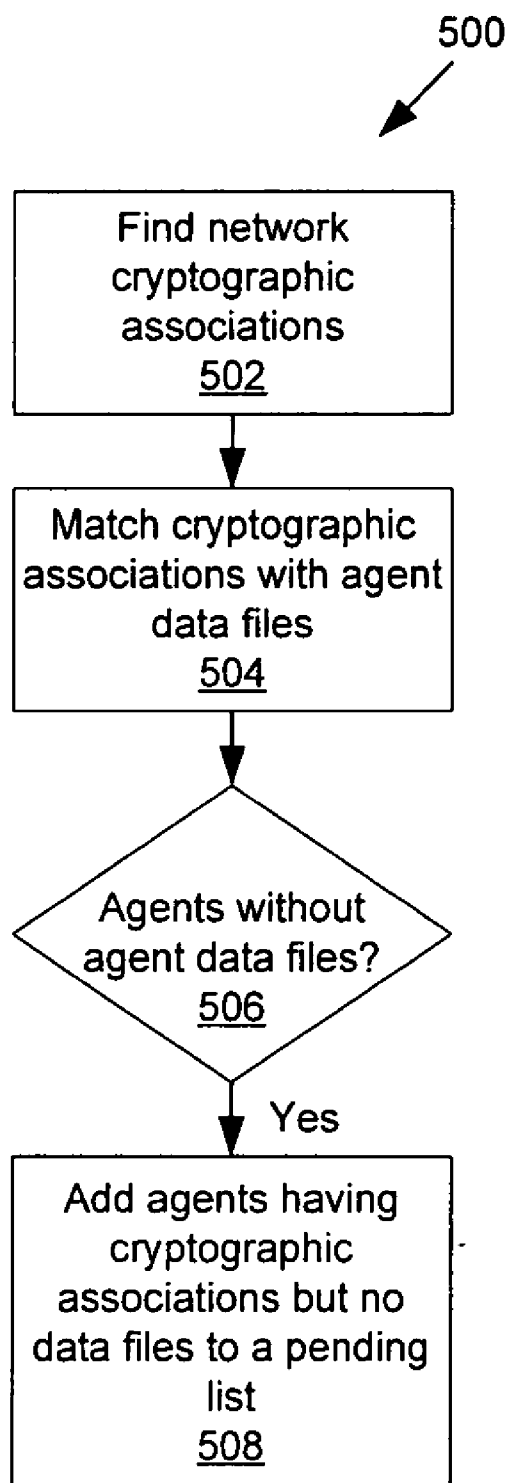 500
Find network
cryptographic
associations
502
Match cryptographic
associations with agent
data files
504
Agents without
agent data files?
506
Yes
Add agents having
cryptographic
associations but no
data files to a pending
list
508